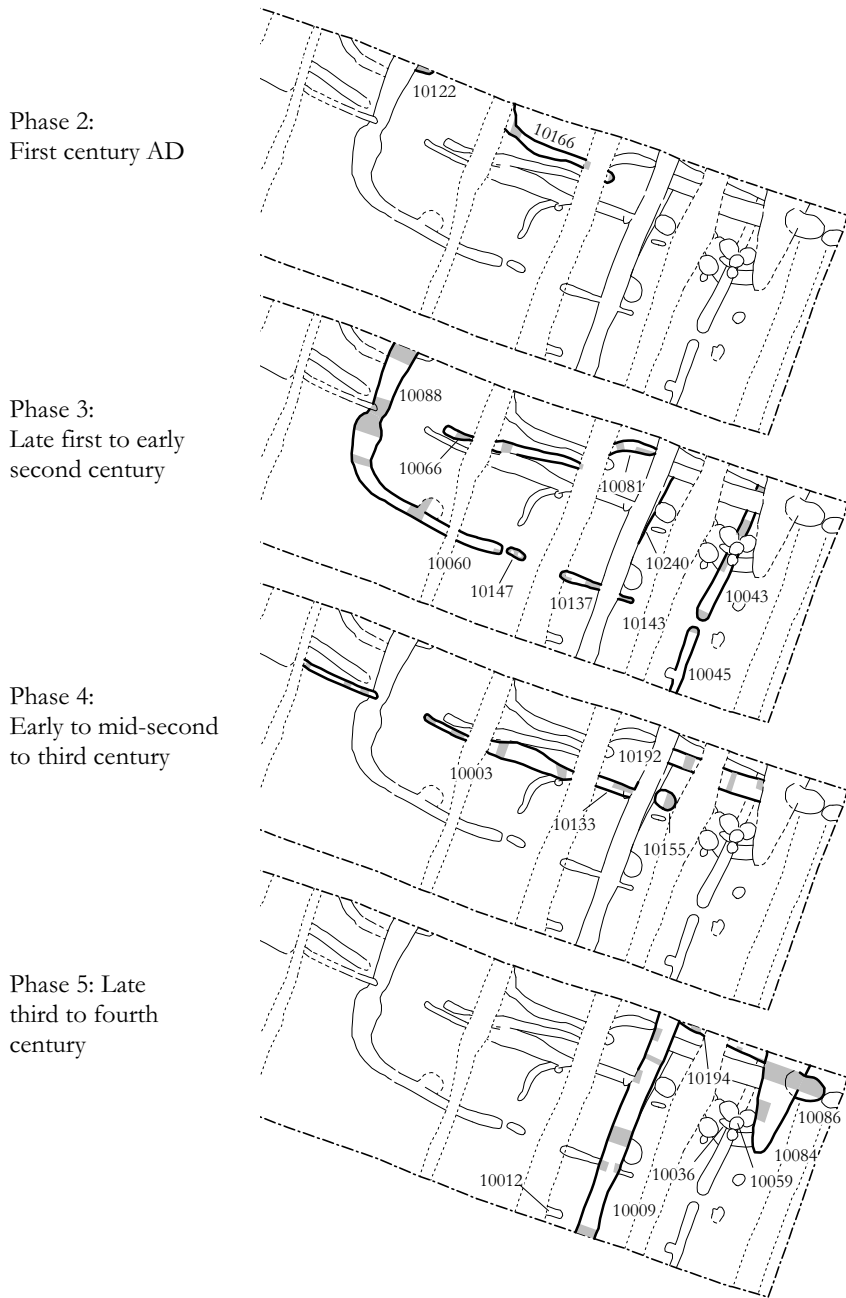 Phase 2:
First century AD
10122
10166
Phase 3:
Late first to early
second century
10088
10066
10081
10060
10147
10137
10240
10143
10043
10045
Phase 4:
Early to mid-second
to third century
10003
10192
10133
10155
Phase 5: Late
third to fourth
century
10194
10086
10084
10036
10059
10012
10009